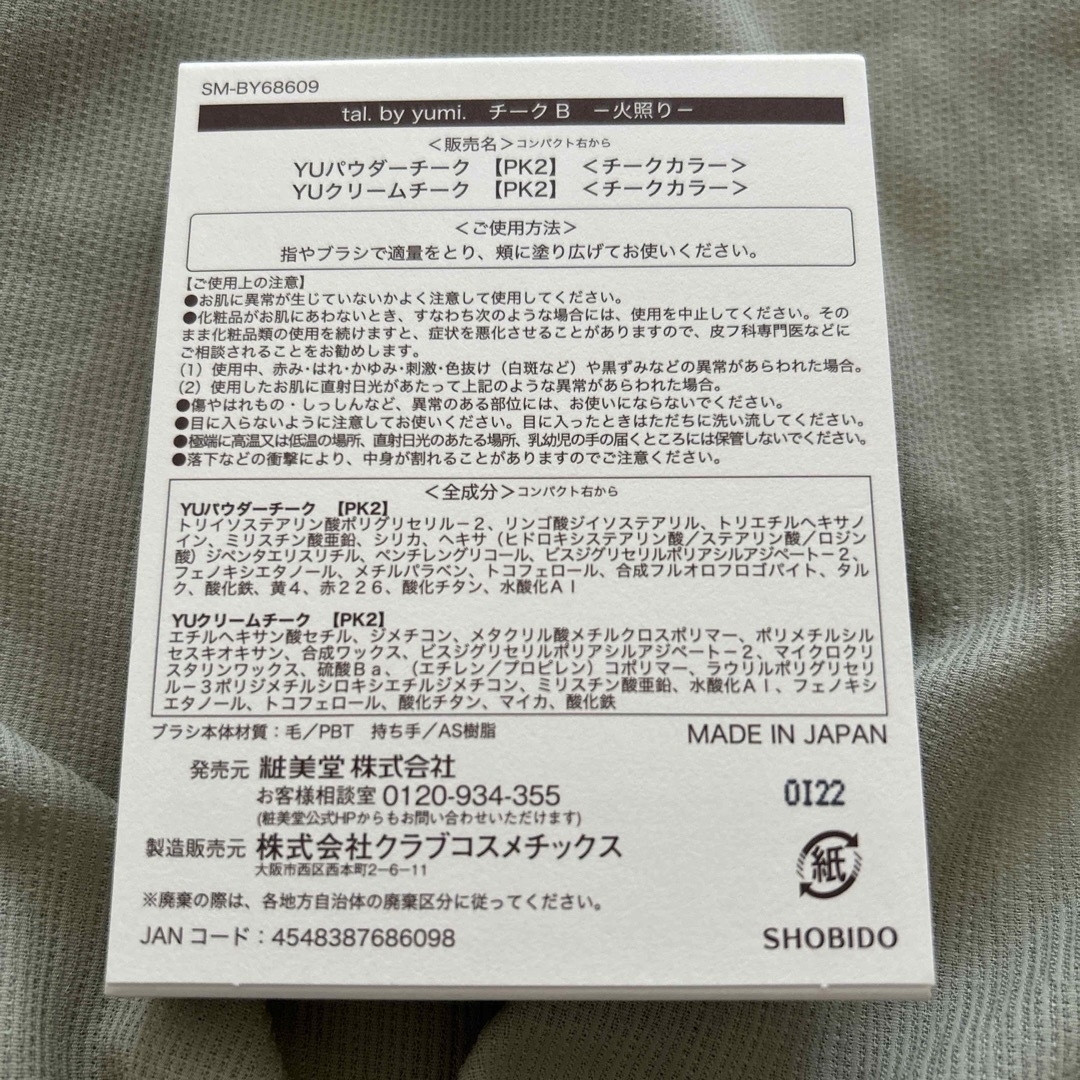 SM-BY68609
tal. by yumi. チークB −火照り−
＜販売名＞コンパクト右から
YUパウダーチーク 【PK2】 ＜チークカラー＞
YUクリームチーク 【PK2】 ＜チークカラー＞
＜ご使用方法＞
指やブラシで適量をとり、頬に塗り広げてお使いください。
【ご使用上の注意】
●お肌に異常が生じていないかよく注意して使用してください。
●化粧品がお肌にあわないとき、すなわち次のような場合には、使用を中止してください。その
まま化粧品類の使用を続けますと、症状を悪化させることがありますので、皮フ科専門医などに
ご相談されることをお勧めします。
(1) 使用中、赤み・はれ・かゆみ・刺激・色抜け（白斑など）や黒ずみなどの異常があらわれた場合。
(2) 使用したお肌に直射日光があたって上記のような異常があらわれた場合。
●傷やはれもの・しっしんなど、異常のある部位には、お使いにならないでください。
●目に入らないように注意してお使いください。目に入ったときはただちに洗い流してください。
●極端に高温又は低温の場所、直射日光のあたる場所、乳幼児の手の届くところには保管しないでください。
●落下などの衝撃により、中身が割れることがありますのでご注意ください。
＜全成分＞コンパクト右から
YUパウダーチーク 【PK2】
トリイソステアリン酸ポリグリセリル−2、リンゴ酸ジイソステアリル、トリエチルヘキサノ
イン、ミリスチン酸亜鉛、シリカ、ヘキサ（ヒドロキシステアリン酸／ステアリン酸／ロジン
酸）ジペンタエリスリチル、ペンチレングリコール、ビスジグリセリルポリアシルアジペート−2、
フェノキシエタノール、メチルパラベン、トコフェロール、合成フルオロフロゴパイト、タル
ク、酸化鉄、黄4、赤226、酸化チタン、水酸化Al
YUクリームチーク 【PK2】
エチルヘキサン酸セチル、ジメチコン、メタクリル酸メチルクロスポリマー、ポリメチルシル
セスキオキサン、合成ワックス、ビスジグリセリルポリアシルアジペート−2、マイクロクリ
スタリンワックス、硫酸Ba、（エチレン／プロピレン）コポリマー、ラウリルポリグリセリ
ル−3ポリジメチルシロキシエチルジメチコン、ミリスチン酸亜鉛、水酸化Al、フェノキシ
エタノール、トコフェロール、酸化チタン、マイカ、酸化鉄
ブラシ本体材質：毛／PBT 持ち手／AS樹脂
MADE IN JAPAN
発売元 粧美堂 株式会社
お客様相談室 0120-934-355
(粧美堂公式HPからもお問い合わせいただけます)
0I22
製造販売元 株式会社クラブコスメチックス
大阪市西区西本町2−6−11
紙
※廃棄の際は、各地方自治体の廃棄区分に従ってください。
JAN コード：4548387686098
SHOBIDO